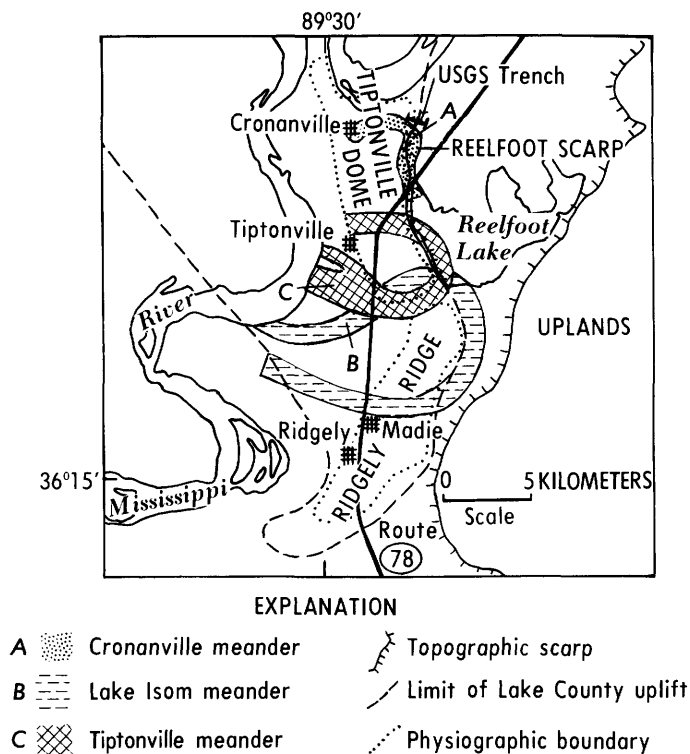 89°30'
USGS Trench
A
TIPTONVILLE
DOME
Cronanville
REELFOOT SCARP
Tiptonville
Reelfoot
Lake
C
River
UPLANDS
B
RIDGE
Ridgely
Madie
36°15'
0 5 KILOMETERS
Scale
Mississippi
RIDGELY
Route
78
EXPLANATION
A Cronanville meander
B Lake Isom meander
C Tiptonville meander
Topographic scarp
Limit of Lake County uplift
Physiographic boundary